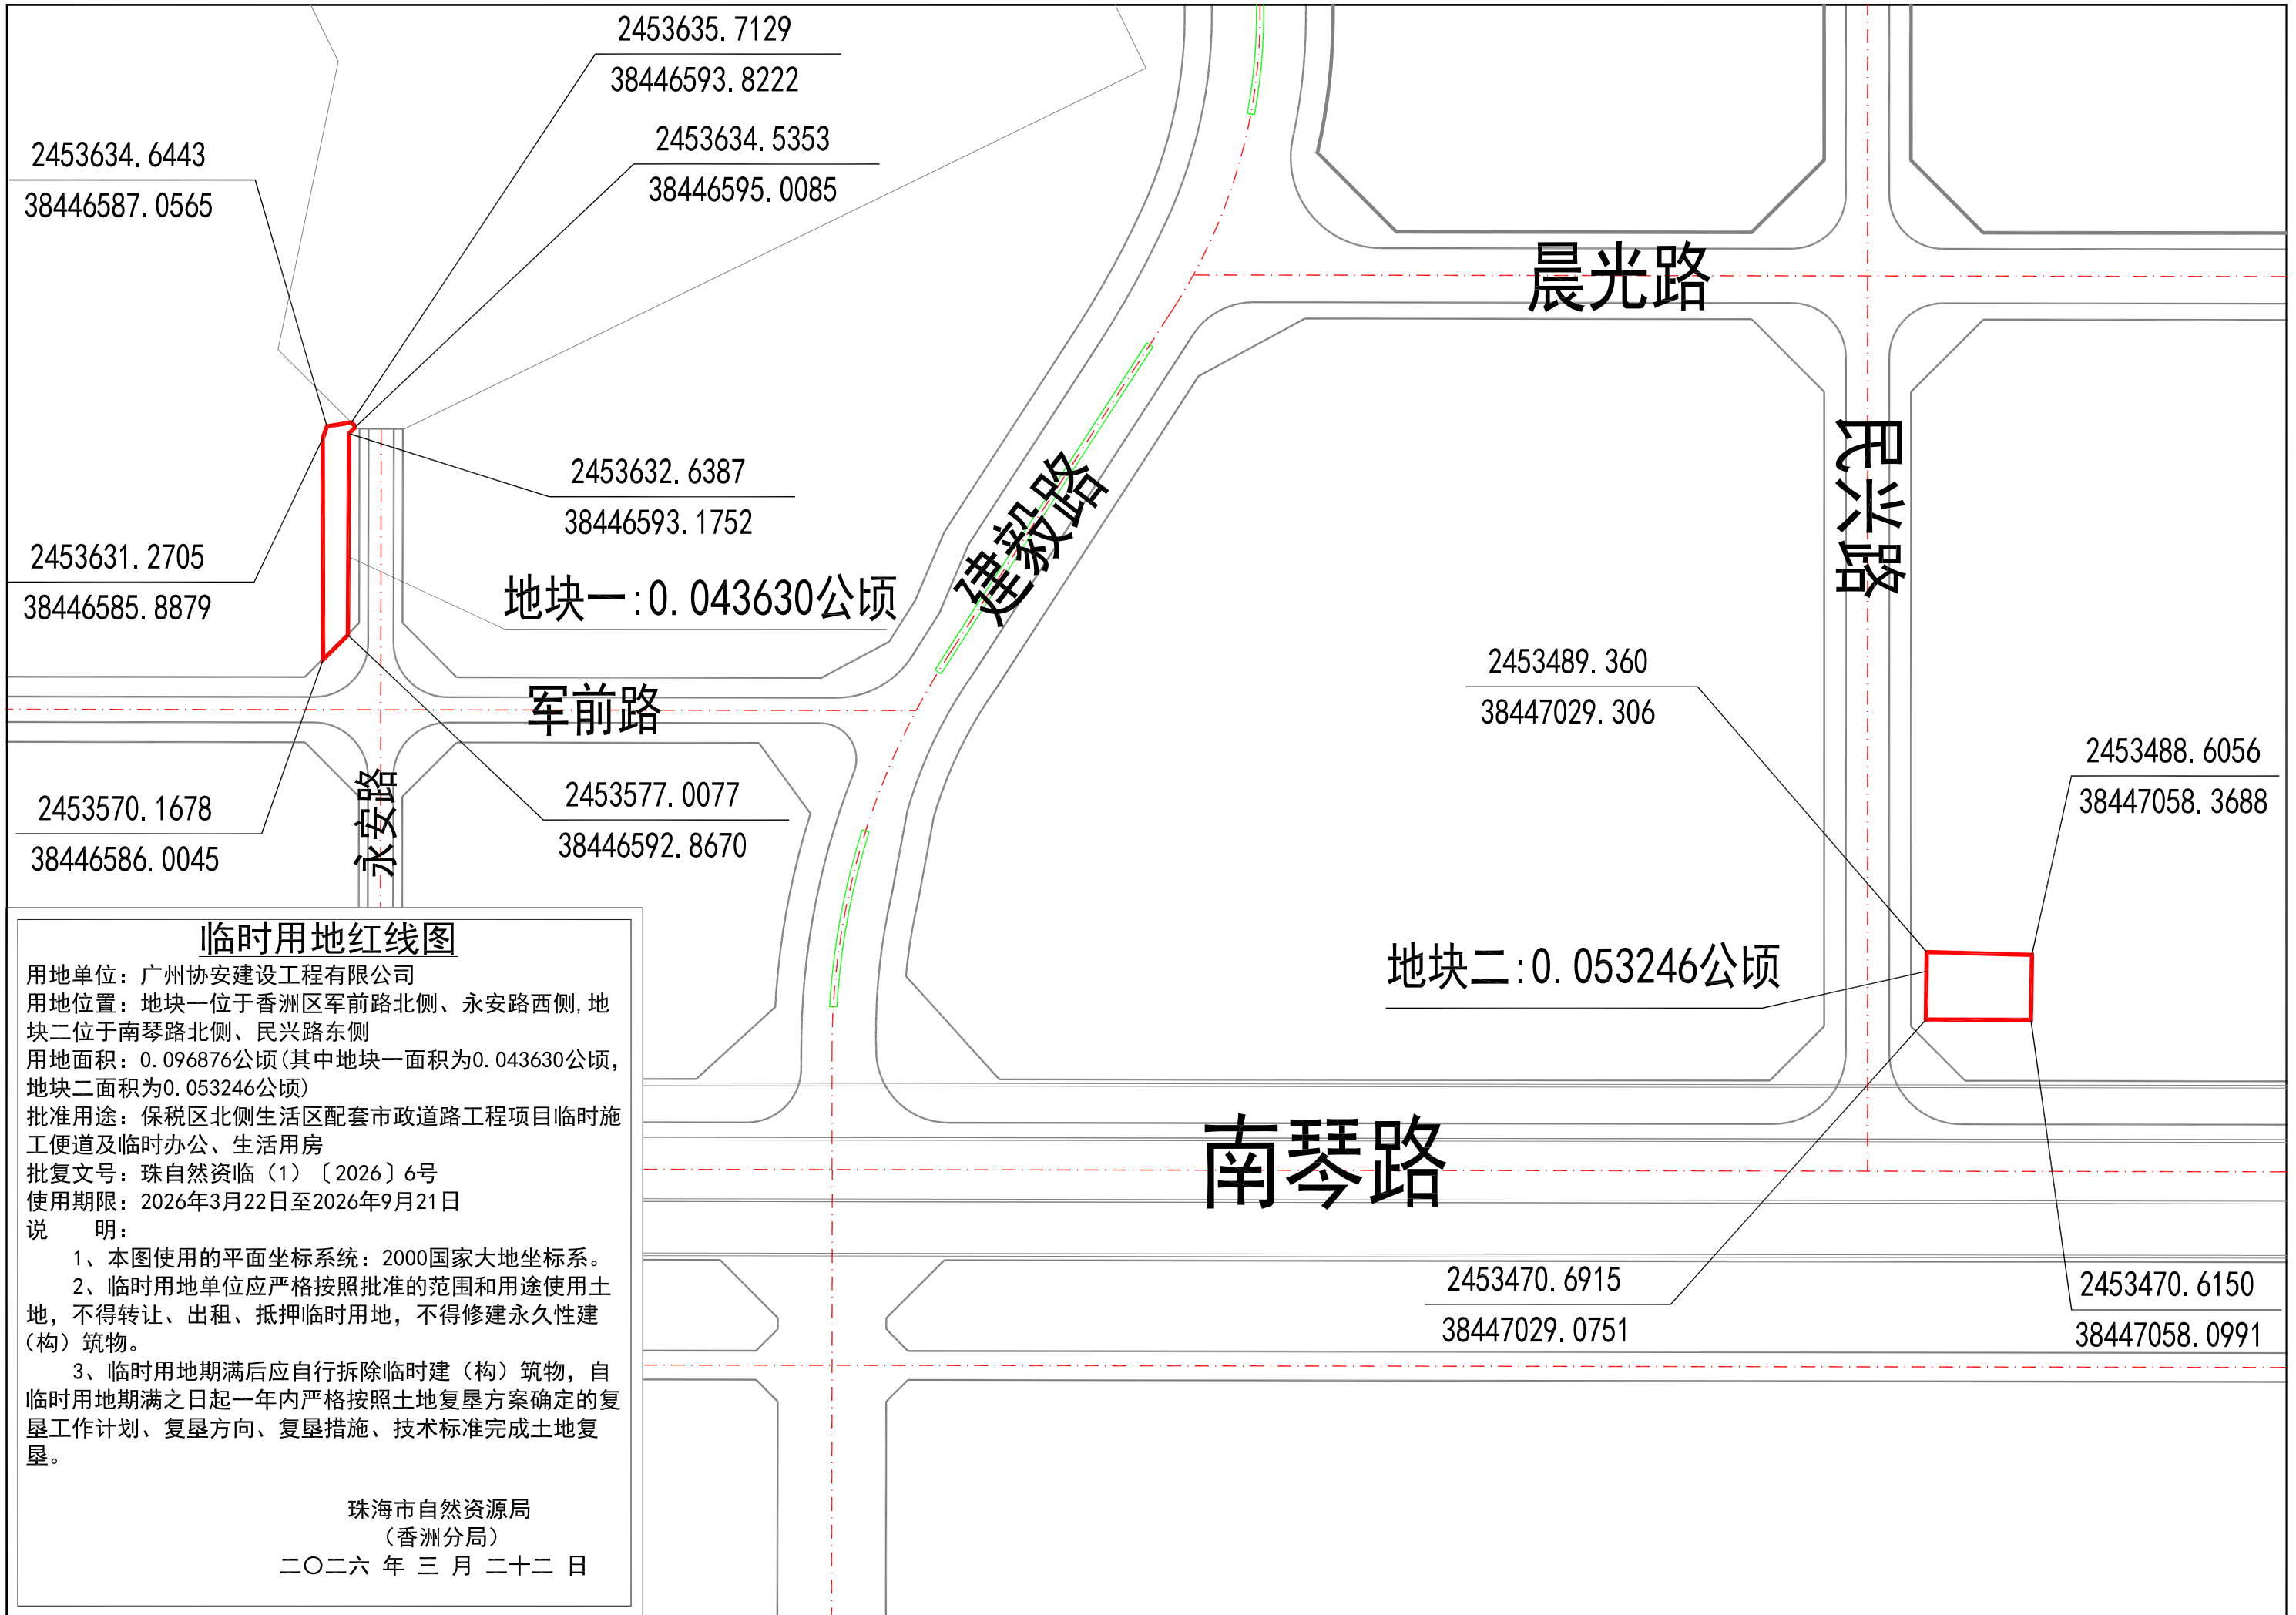 2453635.7129
38446593.8222
2453634.5353
38446595.0085
2453634.6443
38446587.0565
晨光路
民兴路
建毅路
2453632.6387
38446593.1752
2453631.2705
38446585.8879
地块一:0.043630公顷
军前路
2453489.360
38447029.306
2453488.6056
38447058.3688
2453570.1678
38446586.0045
永安路
2453577.0077
38446592.8670
地块二:0.053246公顷
南琴路
2453470.6915
38447029.0751
2453470.6150
38447058.0991
临时用地红线图
用地单位：广州协安建设工程有限公司
用地位置：地块一位于香洲区军前路北侧、永安路西侧,地
块二位于南琴路北侧、民兴路东侧
用地面积：0.096876公顷(其中地块一面积为0.043630公顷，
地块二面积为0.053246公顷)
批准用途：保税区北侧生活区配套市政道路工程项目临时施
工便道及临时办公、生活用房
批复文号：珠自然资临（1）〔2026〕6号
使用期限：2026年3月22日至2026年9月21日
说　　明：
1、本图使用的平面坐标系统：2000国家大地坐标系。
2、临时用地单位应严格按照批准的范围和用途使用土
地，不得转让、出租、抵押临时用地，不得修建永久性建
（构）筑物。
3、临时用地期满后应自行拆除临时建（构）筑物，自
临时用地期满之日起一年内严格按照土地复垦方案确定的复
垦工作计划、复垦方向、复垦措施、技术标准完成土地复
垦。
珠海市自然资源局
（香洲分局）
二〇二六 年 三 月 二十二 日